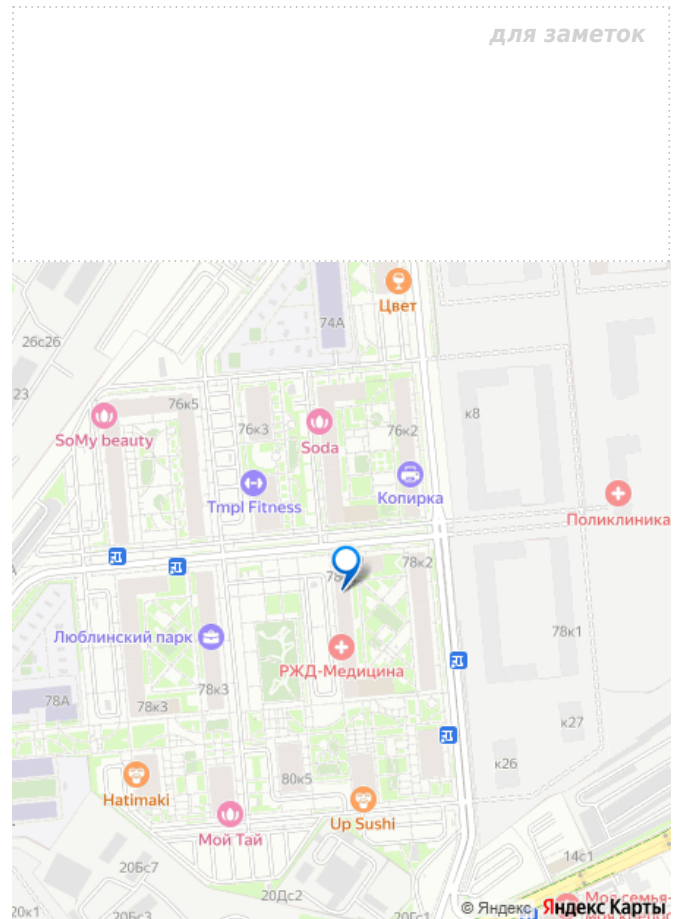 для заметок
Цвет
74А
26с26
23
76к5
SoMy beauty
76к3
Soda
76к2
к8
Tmpl Fitness
Копирка
Поликлиника
78к2
Люблинский парк
РЖД-Медицина
78к1
78А
78к3
78к3
к27
к26
80к5
Hatimaki
Up Sushi
Мой Тай
14с1
20Бс7
20Дс2
20к1
20Бс3
20Бс1
© Яндекс Яндекс Карты